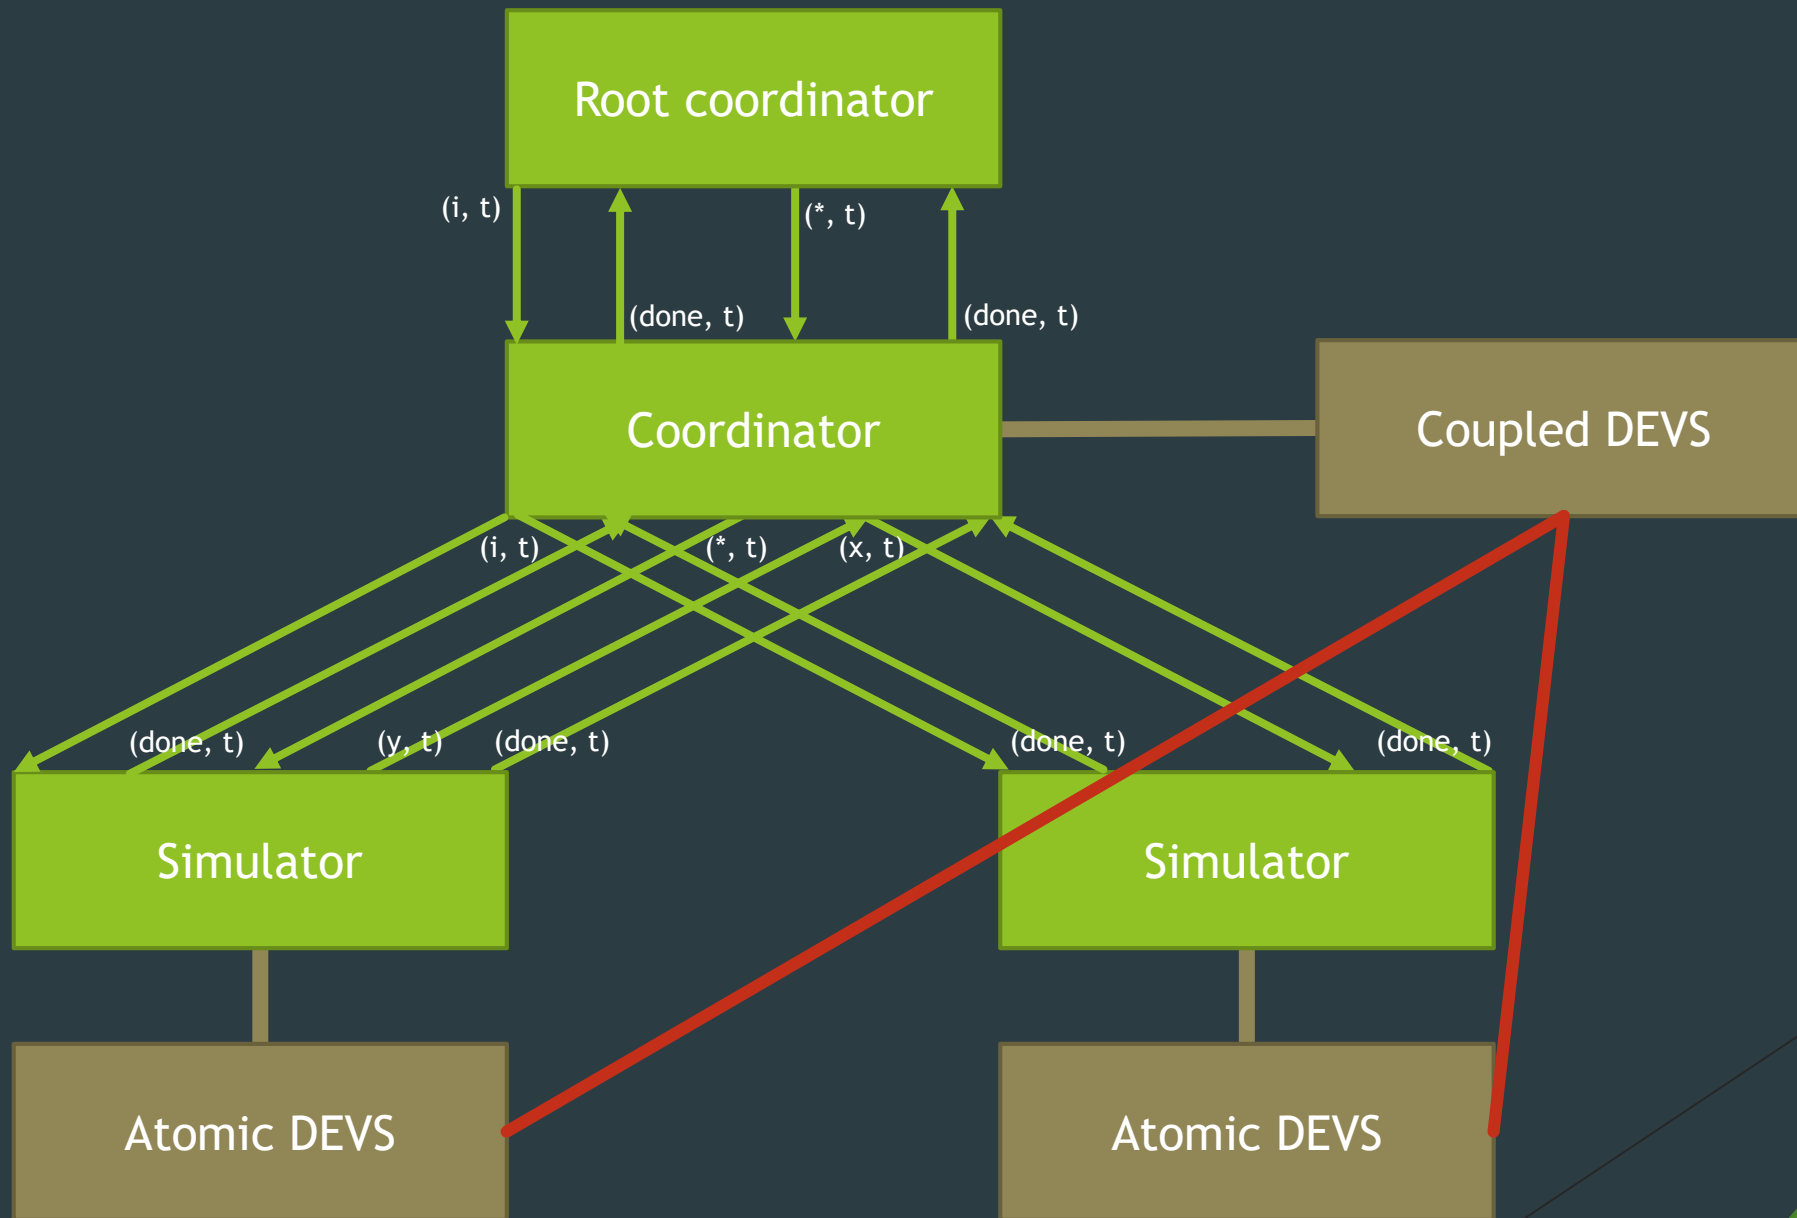 Root coordinator
(i, t)
(*, t)
(done, t)
(done, t)
Coordinator
Coupled DEVS
(i, t)
(*, t)
(x, t)
(done, t)
(y, t)
(done, t)
(done, t)
(done, t)
Simulator
Simulator
Atomic DEVS
Atomic DEVS